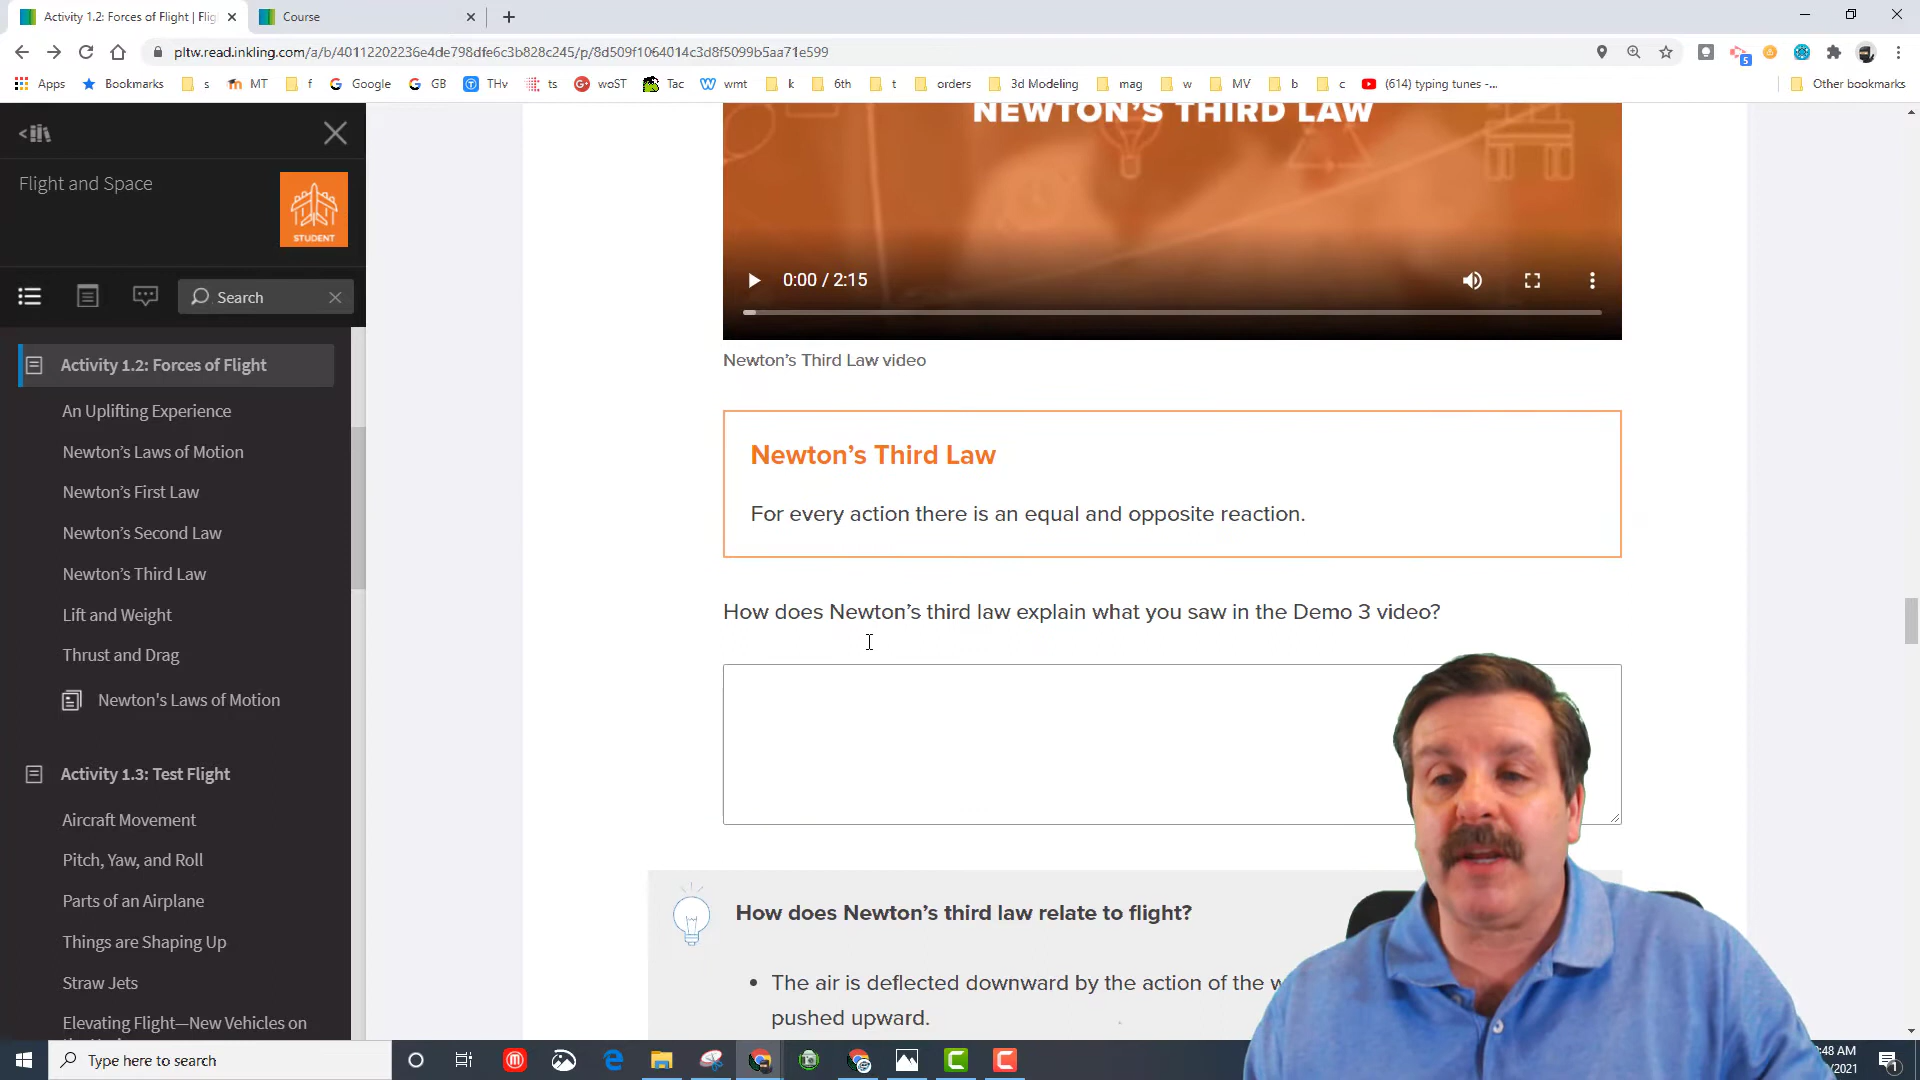 Activity 1.2: Forces of Flight | Flig
Course
pltw.read.inkling.com/a/b/40112202236e4de798dfe6c3b828c245/p/8d509f1064014c3d8f5099b5aa71e599
5
Apps
Bookmarks
s
MT
f
Google
GB
THv
ts
woST
Tac
wmt
k
6th
t
orders
3d Modeling
mag
w
MV
b
c
(614) typing tunes -...
Other bookmarks
Flight and Space
STUDENT
Search
Activity 1.2: Forces of Flight
An Uplifting Experience
Newton’s Laws of Motion
Newton’s First Law
Newton’s Second Law
Newton’s Third Law
Lift and Weight
Thrust and Drag
Newton's Laws of Motion
Activity 1.3: Test Flight
Aircraft Movement
Pitch, Yaw, and Roll
Parts of an Airplane
Things are Shaping Up
Straw Jets
Elevating Flight—New Vehicles on
NEWTON'S THIRD LAW
0:00 / 2:15
Newton’s Third Law video
Newton’s Third Law
For every action there is an equal and opposite reaction.
How does Newton’s third law explain what you saw in the Demo 3 video?
How does Newton’s third law relate to flight?
• The air is deflected downward by the action of the
pushed upward.
Type here to search
:48 AM
/2021
1